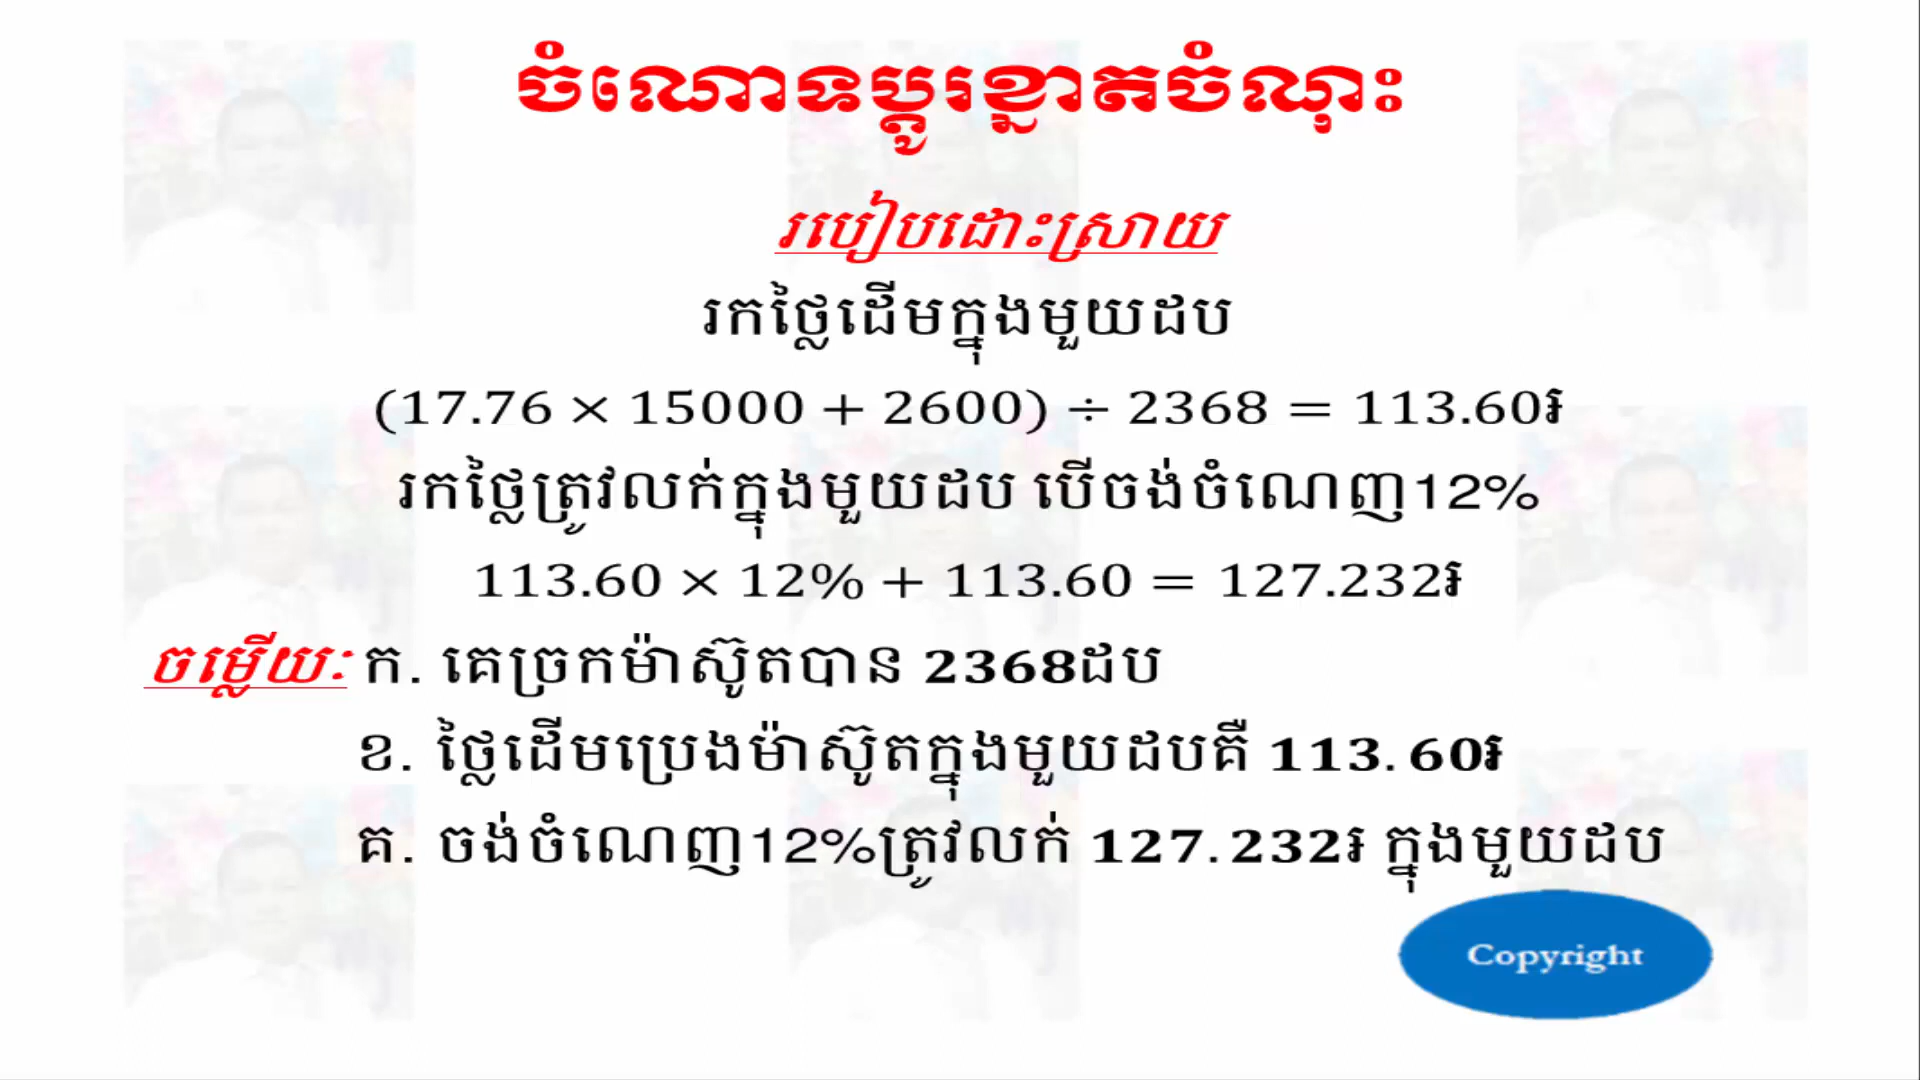 ចំណោទប្តូរខ្នាតចំណុះ
របៀបដោះស្រាយ
រកថ្លៃដើមក្នុងមួយដប
(17.76 × 15000 + 2600) ÷ 2368 = 113.60៛
រកថ្លៃត្រូវលក់ក្នុងមួយដប បើចង់ចំណេញ12%
113.60 × 12% + 113.60 = 127.232៛
ចម្លើយ: ក. គេច្រកម៉ាស៊ូតបាន 2368ដប
ខ. ថ្លៃដើមប្រេងម៉ាស៊ូតក្នុងមួយដបគឺ 113.60៛
គ. ចង់ចំណេញ12%ត្រូវលក់ 127.232៛ ក្នុងមួយដប
Copyright